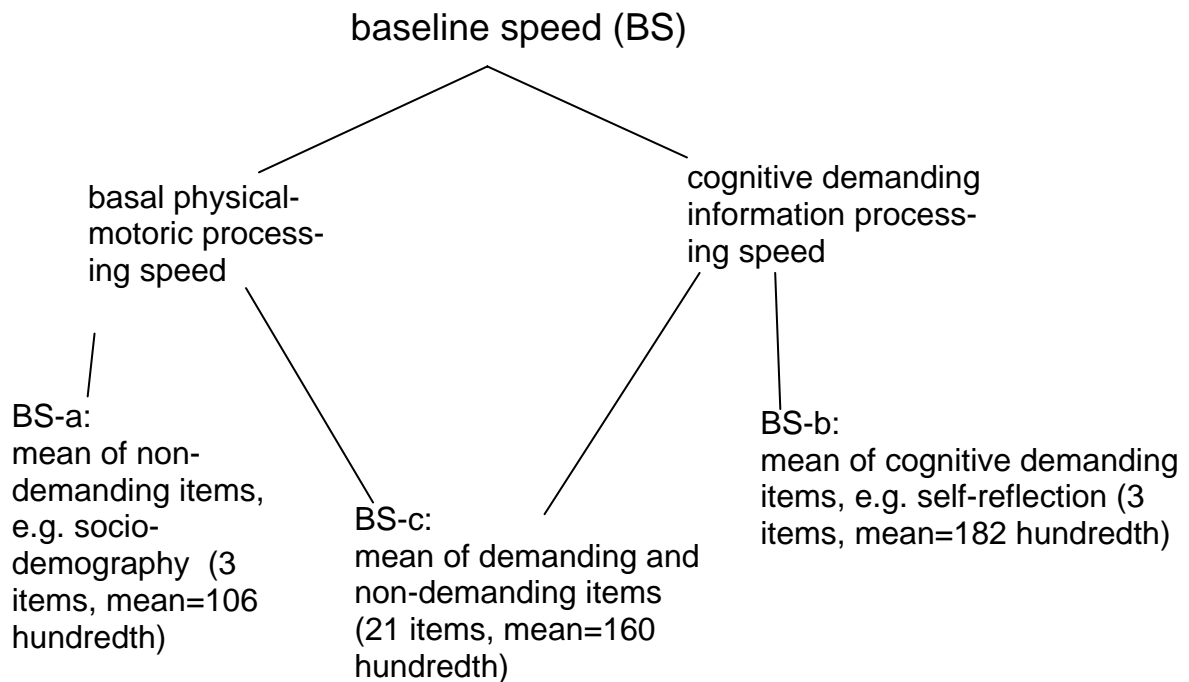 baseline speed (BS)
basal physical-
motoric process-
ing speed
cognitive demanding
information process-
ing speed
BS-a:
mean of non-
demanding items,
e.g. socio-
demography  (3
items, mean=106
hundredth)
BS-c:
mean of demanding and
non-demanding items
(21 items, mean=160
hundredth)
BS-b:
mean of cognitive demanding
items, e.g. self-reflection (3
items, mean=182 hundredth)